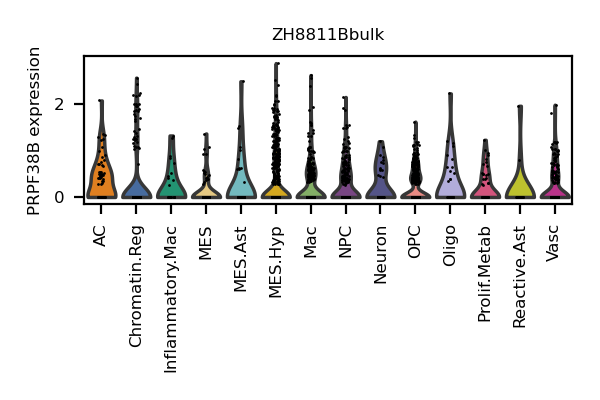 ZH8811Bbulk
PRPF38B expression
2
0
AC
Chromatin.Reg
Inflammatory.Mac
MES
MES.Ast
MES.Hyp
Mac
NPC
Neuron
OPC
Oligo
Prolif.Metab
Reactive.Ast
Vasc